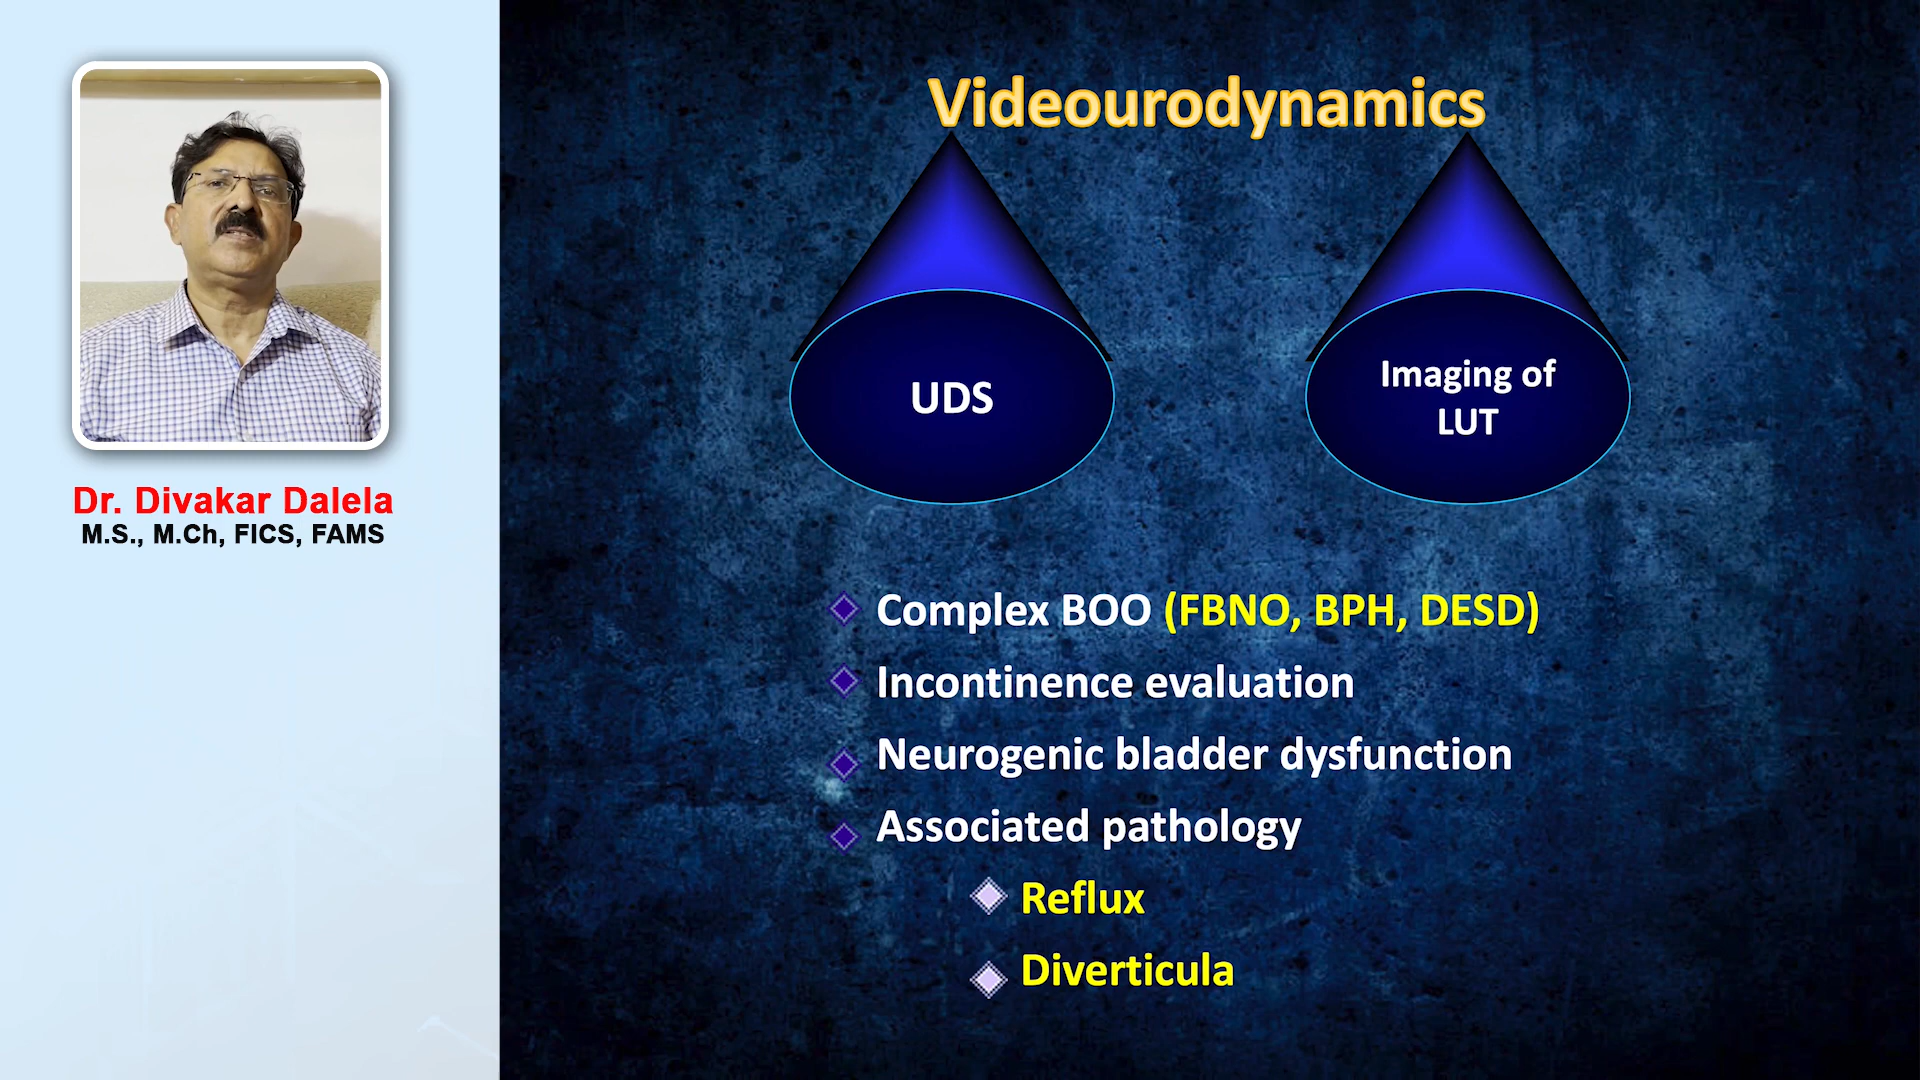 Dr. Divakar Dalela
M.S., M.Ch, FICS, FAMS
Videourodynamics
UDS
Imaging of
LUT
Complex BOO (FBNO, BPH, DESD)
Incontinence evaluation
Neurogenic bladder dysfunction
Associated pathology
Reflux
Diverticula